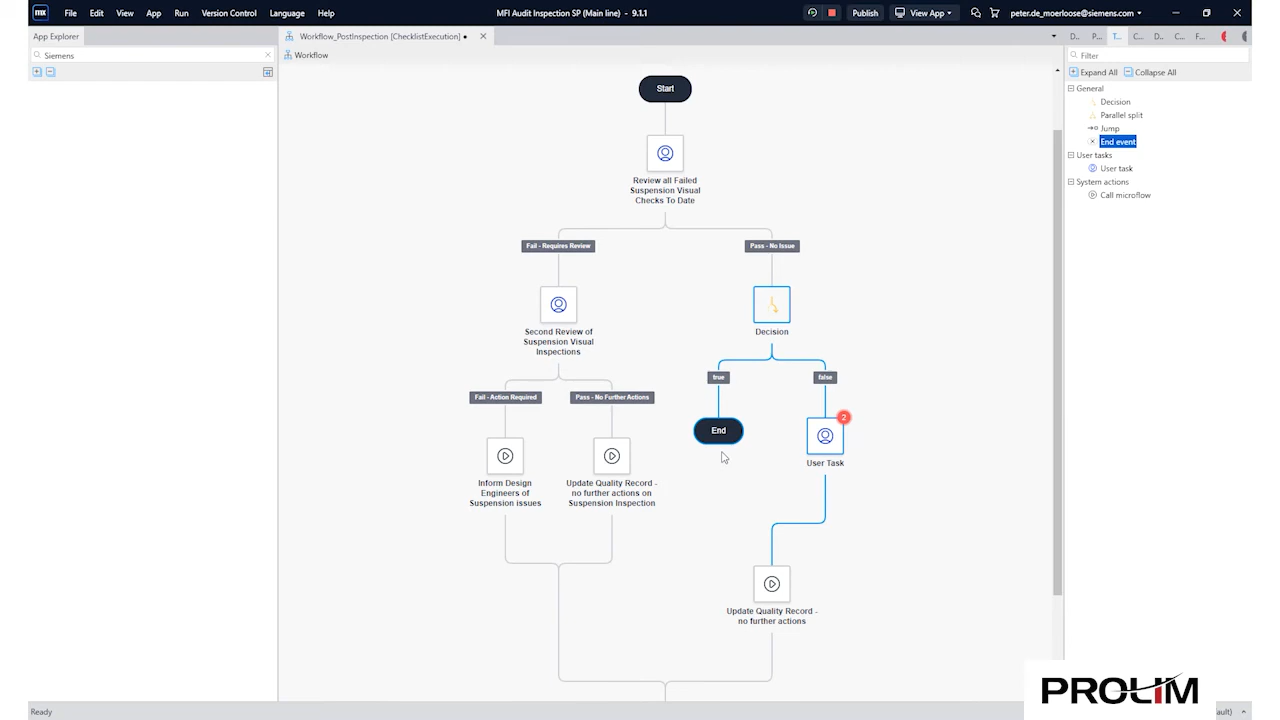 mx File Edit View App Run Version Control Language Help
MFI Audit Inspection SP (Main line) - 9.1.1
Publish View App peter.de_moerloose@siemens.com
App Explorer
Siemens
Workflow_PostInspection [ChecklistExecution]
Workflow
D.. P... T... C... D.. C... F...
Filter
Expand All Collapse All
General
Decision
Parallel split
Jump
End event
User tasks
User task
System actions
Call microflow
Start
Review all Failed
Suspension Visual
Checks To Date
Fail - Requires Review
Pass - No Issue
Second Review of
Suspension Visual
Inspections
Decision
Fail - Action Required
Pass - No Further Actions
true
false
End
2
User Task
Inform Design
Engineers of
Suspension issues
Update Quality Record -
no further actions on
Suspension Inspection
Update Quality Record -
no further actions
PROLIM
Ready
ault)